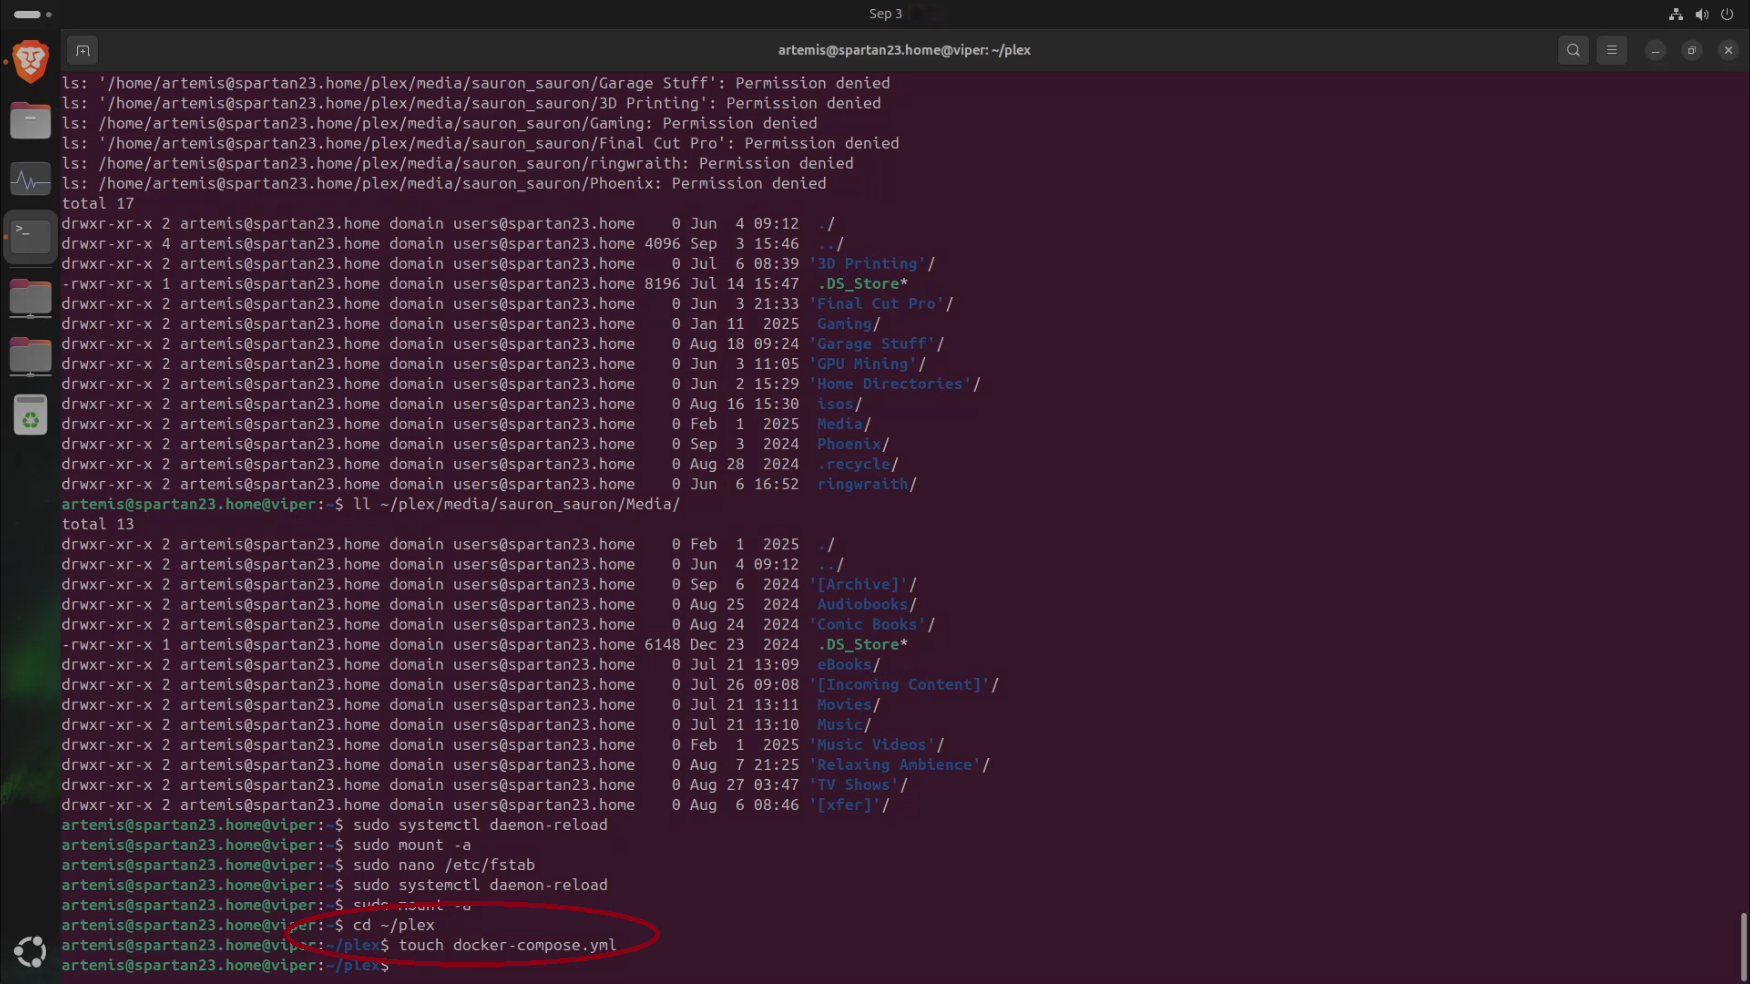 Sep 3
artemis@spartan23.home@viper: ~/plex
ls: '/home/artemis@spartan23.home/plex/media/sauron_sauron/Garage Stuff': Permission denied
ls: '/home/artemis@spartan23.home/plex/media/sauron_sauron/3D Printing': Permission denied
ls: /home/artemis@spartan23.home/plex/media/sauron_sauron/Gaming: Permission denied
ls: '/home/artemis@spartan23.home/plex/media/sauron_sauron/Final Cut Pro': Permission denied
ls: /home/artemis@spartan23.home/plex/media/sauron_sauron/ringwraith: Permission denied
ls: /home/artemis@spartan23.home/plex/media/sauron_sauron/Phoenix: Permission denied
total 17
drwxr-xr-x 2 artemis@spartan23.home domain users@spartan23.home    0 Jun  4 09:12  ./
drwxr-xr-x 4 artemis@spartan23.home domain users@spartan23.home 4096 Sep  3 15:46  ../
drwxr-xr-x 2 artemis@spartan23.home domain users@spartan23.home    0 Jul  6 08:39 '3D Printing'/
-rwxr-xr-x 1 artemis@spartan23.home domain users@spartan23.home 8196 Jul 14 15:47  .DS_Store*
drwxr-xr-x 2 artemis@spartan23.home domain users@spartan23.home    0 Jun  3 21:33 'Final Cut Pro'/
drwxr-xr-x 2 artemis@spartan23.home domain users@spartan23.home    0 Jan 11  2025  Gaming/
drwxr-xr-x 2 artemis@spartan23.home domain users@spartan23.home    0 Aug 18 09:24 'Garage Stuff'/
drwxr-xr-x 2 artemis@spartan23.home domain users@spartan23.home    0 Jun  3 11:05 'GPU Mining'/
drwxr-xr-x 2 artemis@spartan23.home domain users@spartan23.home    0 Jun  2 15:29 'Home Directories'/
drwxr-xr-x 2 artemis@spartan23.home domain users@spartan23.home    0 Aug 16 15:30  isos/
drwxr-xr-x 2 artemis@spartan23.home domain users@spartan23.home    0 Feb  1  2025  Media/
drwxr-xr-x 2 artemis@spartan23.home domain users@spartan23.home    0 Sep  3  2024  Phoenix/
drwxr-xr-x 2 artemis@spartan23.home domain users@spartan23.home    0 Aug 28  2024  .recycle/
drwxr-xr-x 2 artemis@spartan23.home domain users@spartan23.home    0 Jun  6 16:52  ringwraith/
artemis@spartan23.home@viper:~$ ll ~/plex/media/sauron_sauron/Media/
total 13
drwxr-xr-x 2 artemis@spartan23.home domain users@spartan23.home    0 Feb  1  2025  ./
drwxr-xr-x 2 artemis@spartan23.home domain users@spartan23.home    0 Jun  4 09:12  ../
drwxr-xr-x 2 artemis@spartan23.home domain users@spartan23.home    0 Sep  6  2024 '[Archive]'/
drwxr-xr-x 2 artemis@spartan23.home domain users@spartan23.home    0 Aug 25  2024  Audiobooks/
drwxr-xr-x 2 artemis@spartan23.home domain users@spartan23.home    0 Aug 24  2024 'Comic Books'/
-rwxr-xr-x 1 artemis@spartan23.home domain users@spartan23.home 6148 Dec 23  2024  .DS_Store*
drwxr-xr-x 2 artemis@spartan23.home domain users@spartan23.home    0 Jul 21 13:09  eBooks/
drwxr-xr-x 2 artemis@spartan23.home domain users@spartan23.home    0 Jul 26 09:08 '[Incoming Content]'/
drwxr-xr-x 2 artemis@spartan23.home domain users@spartan23.home    0 Jul 21 13:11  Movies/
drwxr-xr-x 2 artemis@spartan23.home domain users@spartan23.home    0 Jul 21 13:10  Music/
drwxr-xr-x 2 artemis@spartan23.home domain users@spartan23.home    0 Feb  1  2025 'Music Videos'/
drwxr-xr-x 2 artemis@spartan23.home domain users@spartan23.home    0 Aug  7 21:25 'Relaxing Ambience'/
drwxr-xr-x 2 artemis@spartan23.home domain users@spartan23.home    0 Aug 27 03:47 'TV Shows'/
drwxr-xr-x 2 artemis@spartan23.home domain users@spartan23.home    0 Aug  6 08:46 '[xfer]'/
artemis@spartan23.home@viper:~$ sudo systemctl daemon-reload
artemis@spartan23.home@viper:~$ sudo mount -a
artemis@spartan23.home@viper:~$ sudo nano /etc/fstab
artemis@spartan23.home@viper:~$ sudo systemctl daemon-reload
artemis@spartan23.home@viper:~$ sudo mount -a
artemis@spartan23.home@viper:~$ cd ~/plex
artemis@spartan23.home@viper:~/plex$ touch docker-compose.yml
artemis@spartan23.home@viper:~/plex$